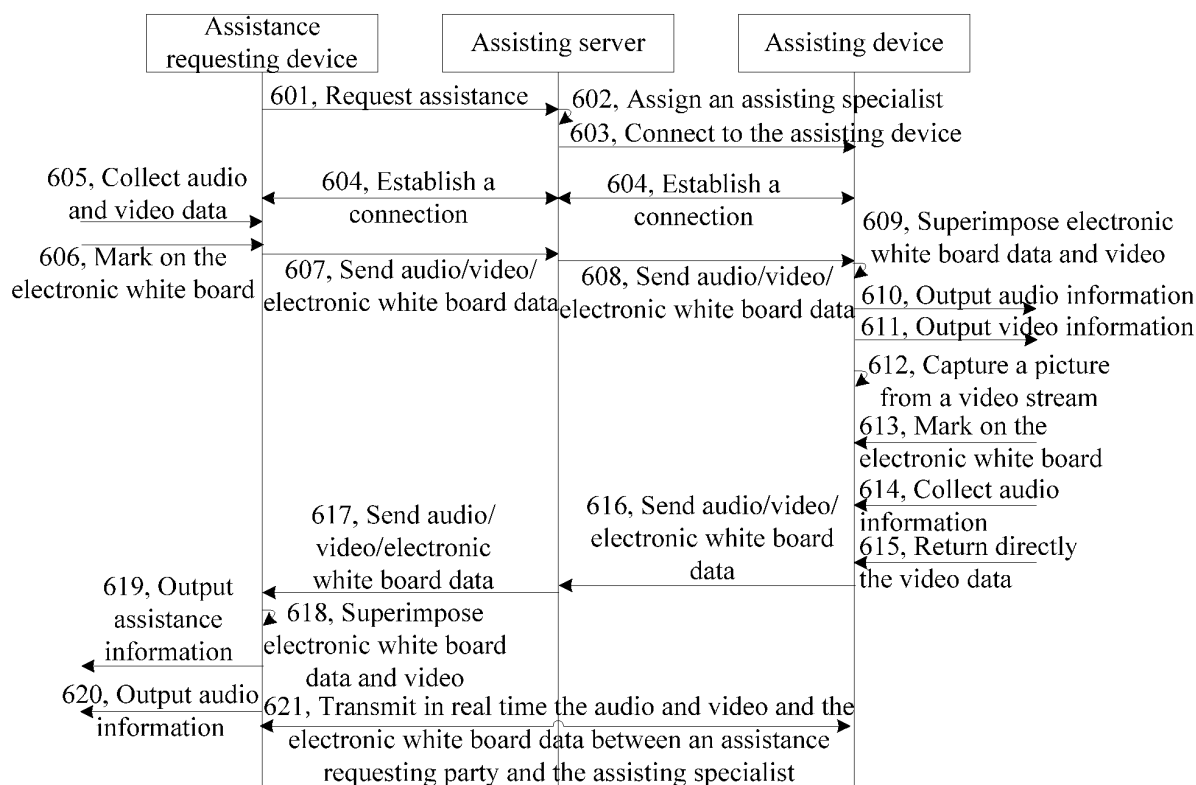 Assistance
requesting device
Assisting server
Assisting device
601, Request assistance
602, Assign an assisting specialist
603, Connect to the assisting device
604, Establish a
connection
604, Establish a
connection
605, Collect audio
and video data
606, Mark on the
electronic white board
607, Send audio/video/
electronic white board data
608, Send audio/video/
electronic white board data
609, Superimpose electronic
white board data and video
610, Output audio information
611, Output video information
612, Capture a picture
from a video stream
613, Mark on the
electronic white board
614, Collect audio
information
615, Return directly
the video data
616, Send audio/video/
electronic white board
data
617, Send audio/
video/electronic
white board data
618, Superimpose
electronic white board
data and video
619, Output
assistance
information
620, Output audio
information
621, Transmit in real time the audio and video and the
electronic white board data between an assistance
requesting party and the assisting specialist